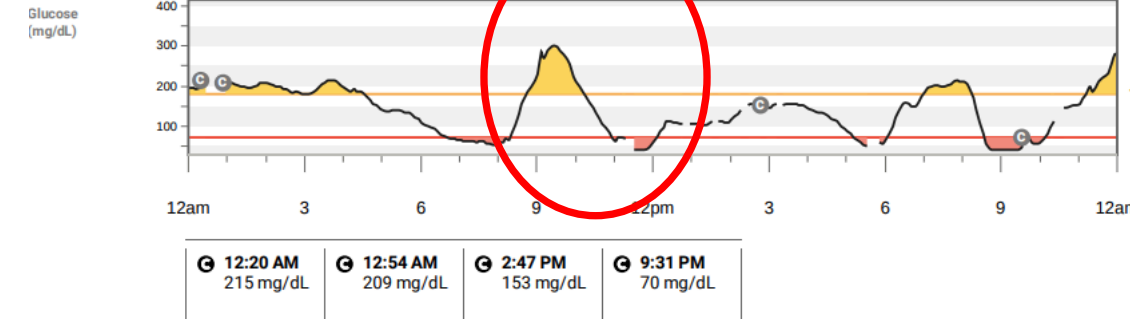 Glucose
(mg/dL)
400
300
200
100
C C C C
12am 3 6 9 12pm 3 6 9 12am
C 12:20 AM C 12:54 AM C 2:47 PM C 9:31 PM
215 mg/dL 209 mg/dL 153 mg/dL 70 mg/dL